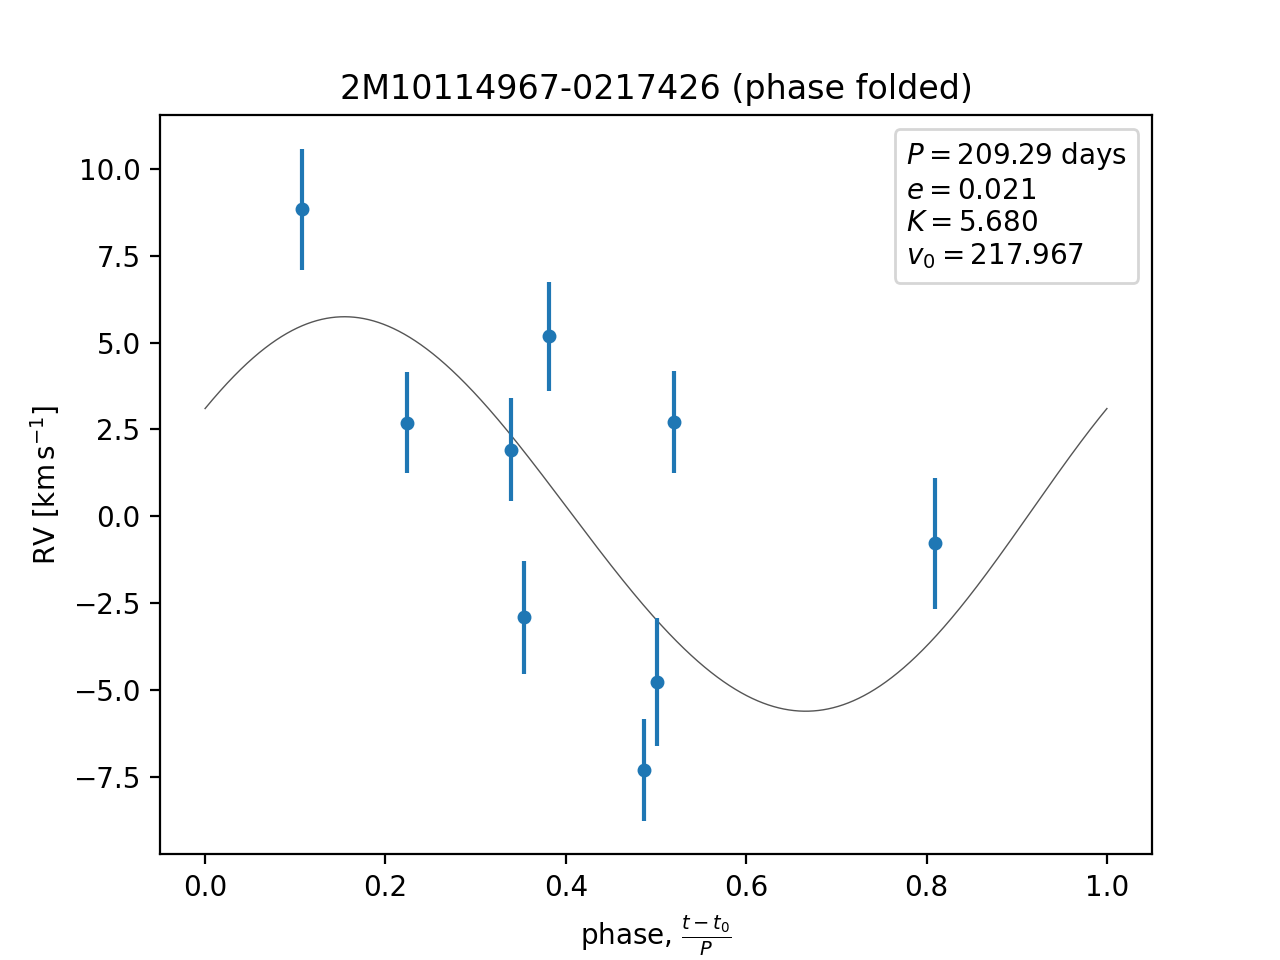 2M10114967-0217426 (phase folded)
P = 209.29 days
e = 0.021
K = 5.680
v₀ = 217.967
10.0
7.5
5.0
2.5
0.0
−2.5
−5.0
−7.5
RV [km s⁻¹]
0.0 0.2 0.4 0.6 0.8 1.0
phase, (t − t₀)/P